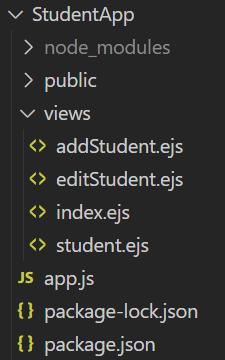 StudentApp
node_modules
public
views
<> addStudent.ejs
<> editStudent.ejs
<> index.ejs
<> student.ejs
JS app.js
{} package-lock.json
{} package.json